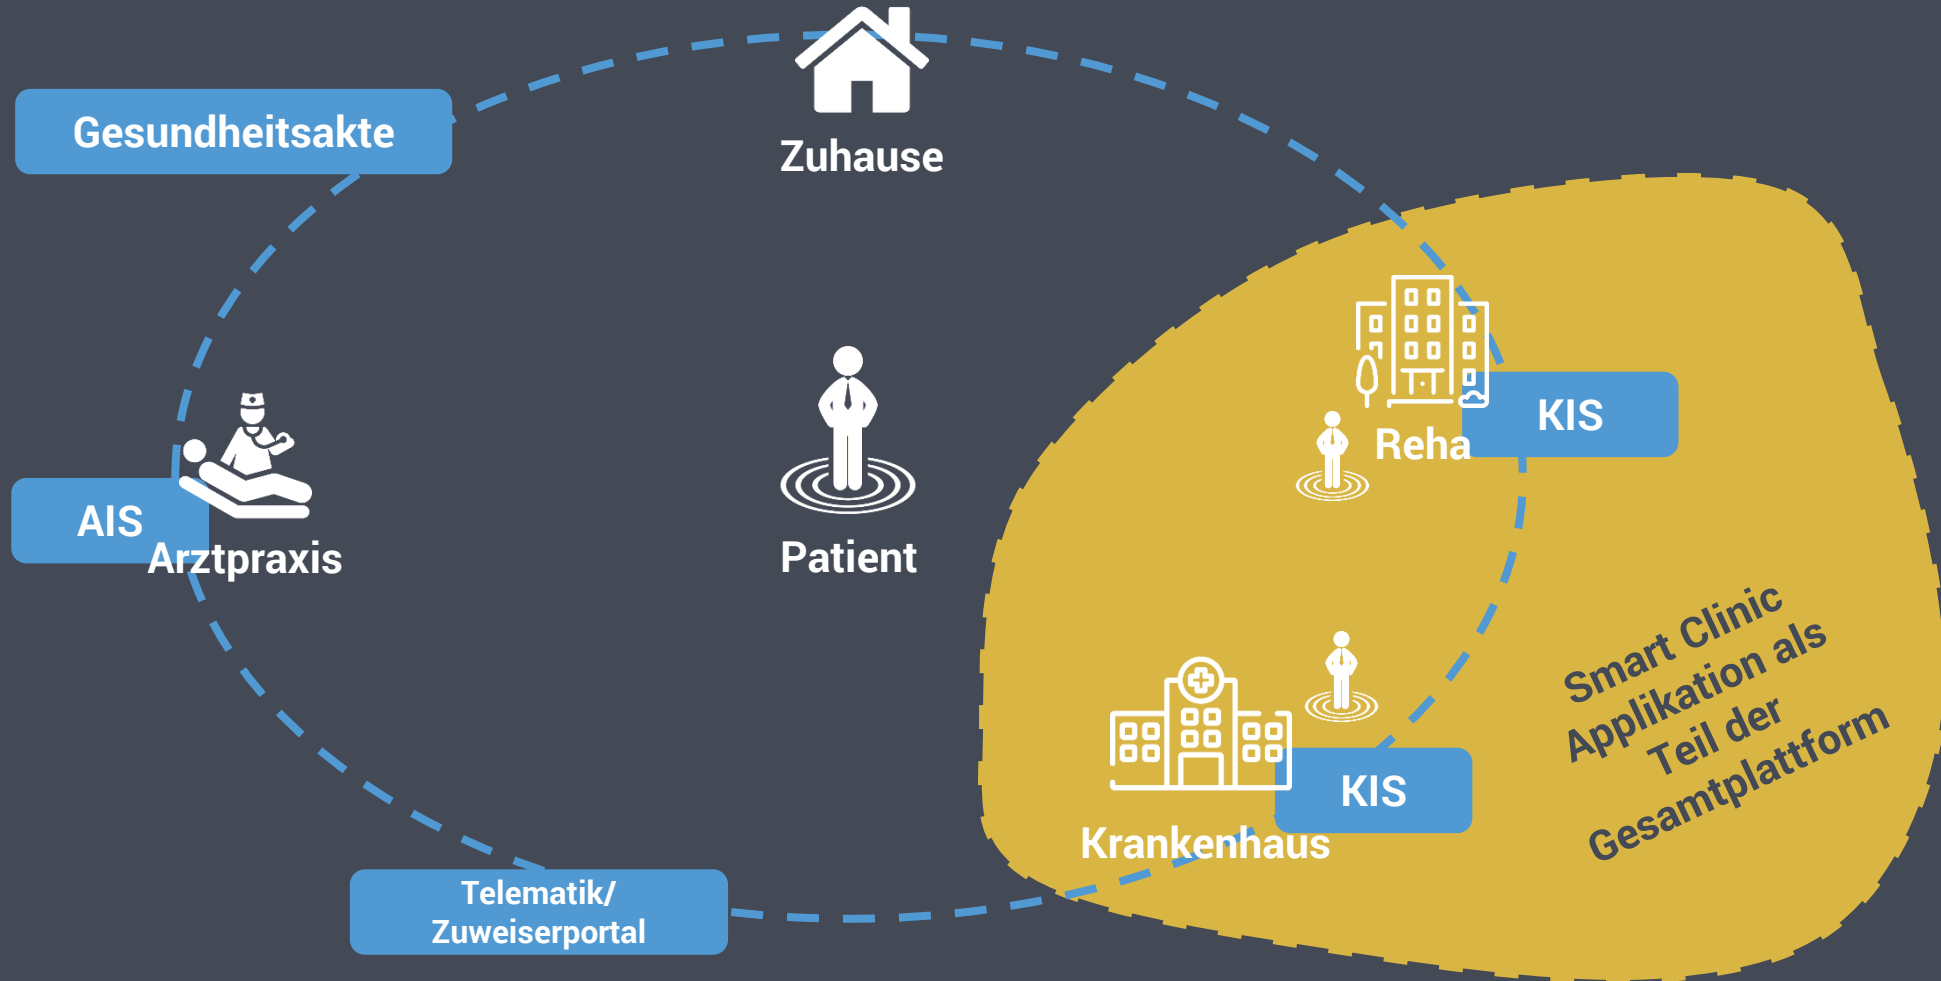 Gesundheitsakte
Zuhause
KIS
Reha
AIS
Arztpraxis
Patient
Smart Clinic
Applikation als
Teil der
Gesamtplattform
KIS
Krankenhaus
Telematik/
Zuweiserportal